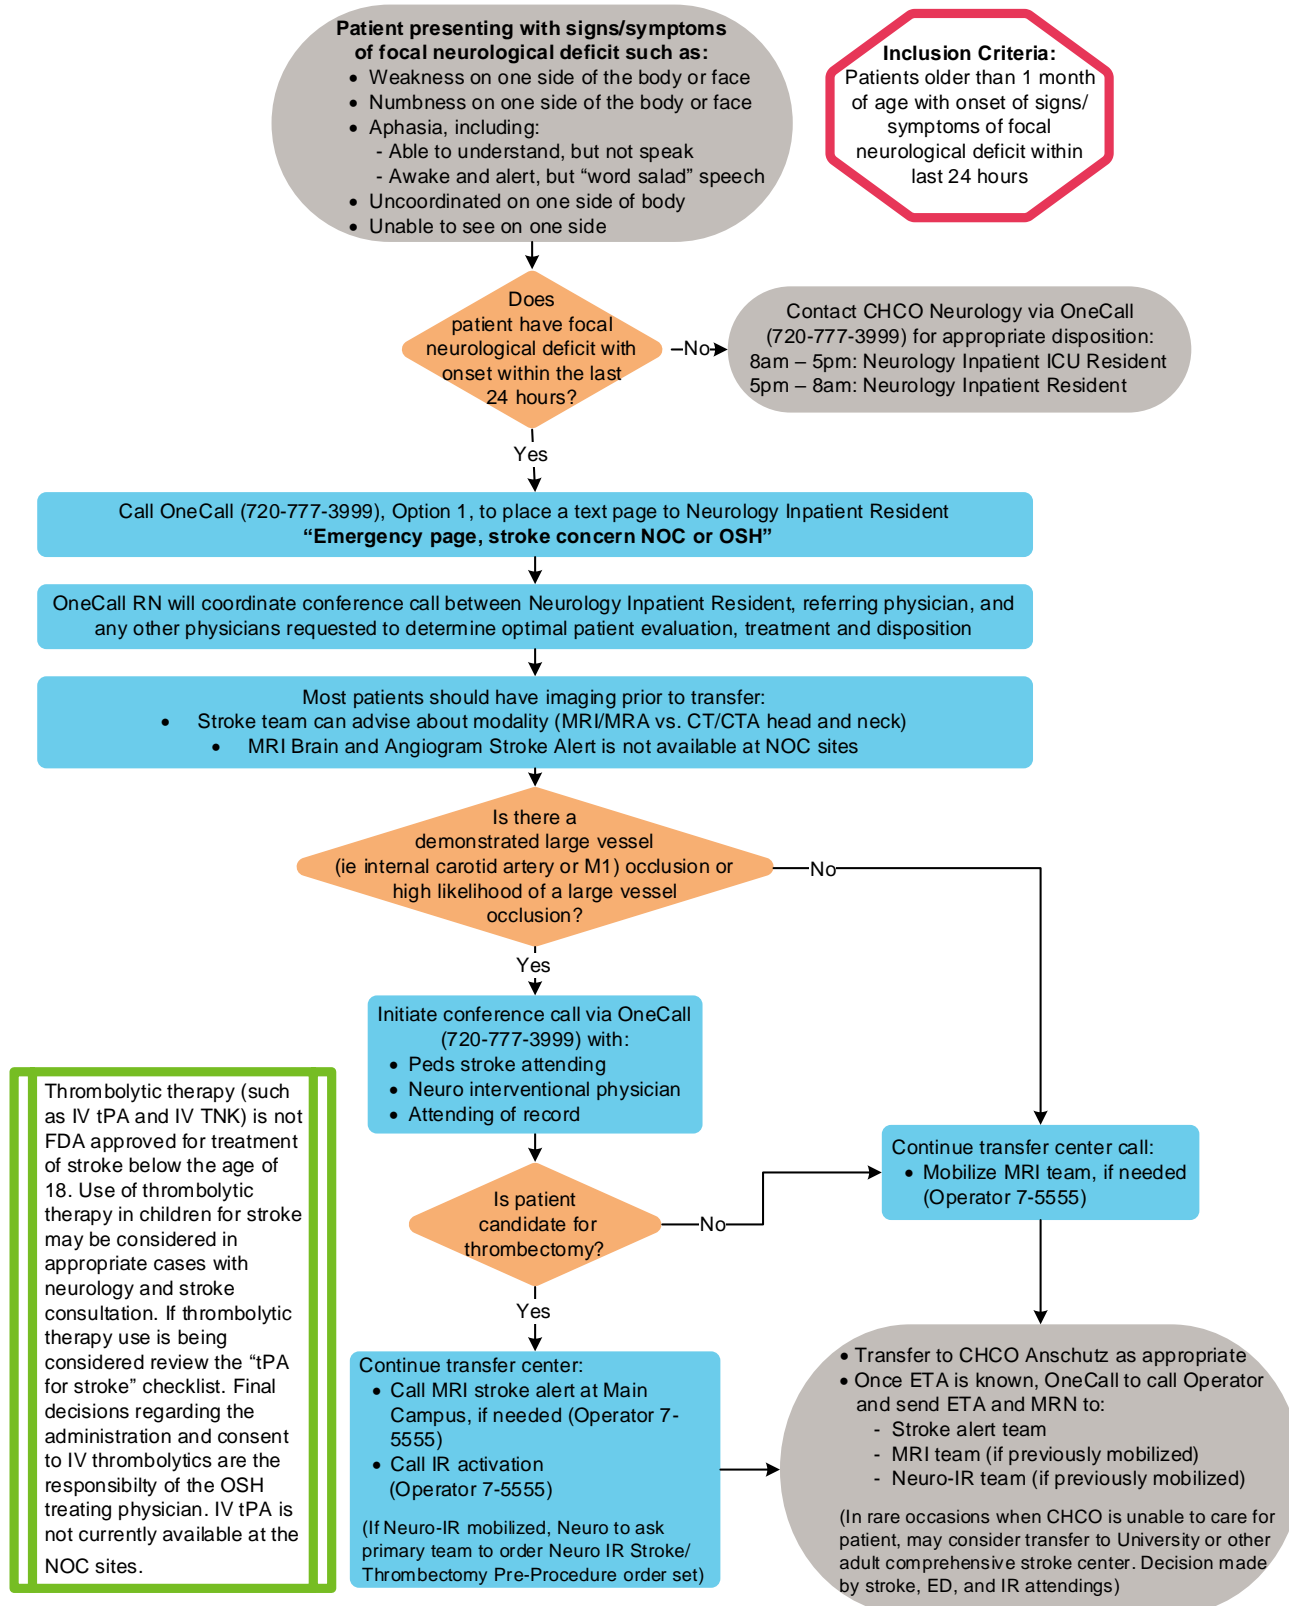 Patient presenting with signs/symptoms
of focal neurological deficit such as:
• Weakness on one side of the body or face
• Numbness on one side of the body or face
• Aphasia, including:
- Able to understand, but not speak
- Awake and alert, but “word salad” speech
• Uncoordinated on one side of body
• Unable to see on one side
Inclusion Criteria:
Patients older than 1 month
of age with onset of signs/
symptoms of focal
neurological deficit within
last 24 hours
Does
patient have focal
neurological deficit with
onset within the last
24 hours?
No
Contact CHCO Neurology via OneCall
(720-777-3999) for appropriate disposition:
8am – 5pm: Neurology Inpatient ICU Resident
5pm – 8am: Neurology Inpatient Resident
Yes
Call OneCall (720-777-3999), Option 1, to place a text page to Neurology Inpatient Resident
“Emergency page, stroke concern NOC or OSH”
OneCall RN will coordinate conference call between Neurology Inpatient Resident, referring physician, and
any other physicians requested to determine optimal patient evaluation, treatment and disposition
Most patients should have imaging prior to transfer:
• Stroke team can advise about modality (MRI/MRA vs. CT/CTA head and neck)
• MRI Brain and Angiogram Stroke Alert is not available at NOC sites
Is there a
demonstrated large vessel
(ie internal carotid artery or M1) occlusion or
high likelihood of a large vessel
occlusion?
No
Yes
Initiate conference call via OneCall
(720-777-3999) with:
• Peds stroke attending
• Neuro interventional physician
• Attending of record
Thrombolytic therapy (such
as IV tPA and IV TNK) is not
FDA approved for treatment
of stroke below the age of
18. Use of thrombolytic
therapy in children for stroke
may be considered in
appropriate cases with
neurology and stroke
consultation. If thrombolytic
therapy use is being
considered review the “tPA
for stroke” checklist. Final
decisions regarding the
administration and consent
to IV thrombolytics are the
responsibilty of the OSH
treating physician. IV tPA is
not currently available at the
NOC sites.
Continue transfer center call:
• Mobilize MRI team, if needed
(Operator 7-5555)
Is patient
candidate for
thrombectomy?
No
Yes
Continue transfer center:
• Call MRI stroke alert at Main
Campus, if needed (Operator 7-
5555)
• Call IR activation
(Operator 7-5555)
(If Neuro-IR mobilized, Neuro to ask
primary team to order Neuro IR Stroke/
Thrombectomy Pre-Procedure order set)
• Transfer to CHCO Anschutz as appropriate
• Once ETA is known, OneCall to call Operator
and send ETA and MRN to:
- Stroke alert team
- MRI team (if previously mobilized)
- Neuro-IR team (if previously mobilized)
(In rare occasions when CHCO is unable to care for
patient, may consider transfer to University or other
adult comprehensive stroke center. Decision made
by stroke, ED, and IR attendings)